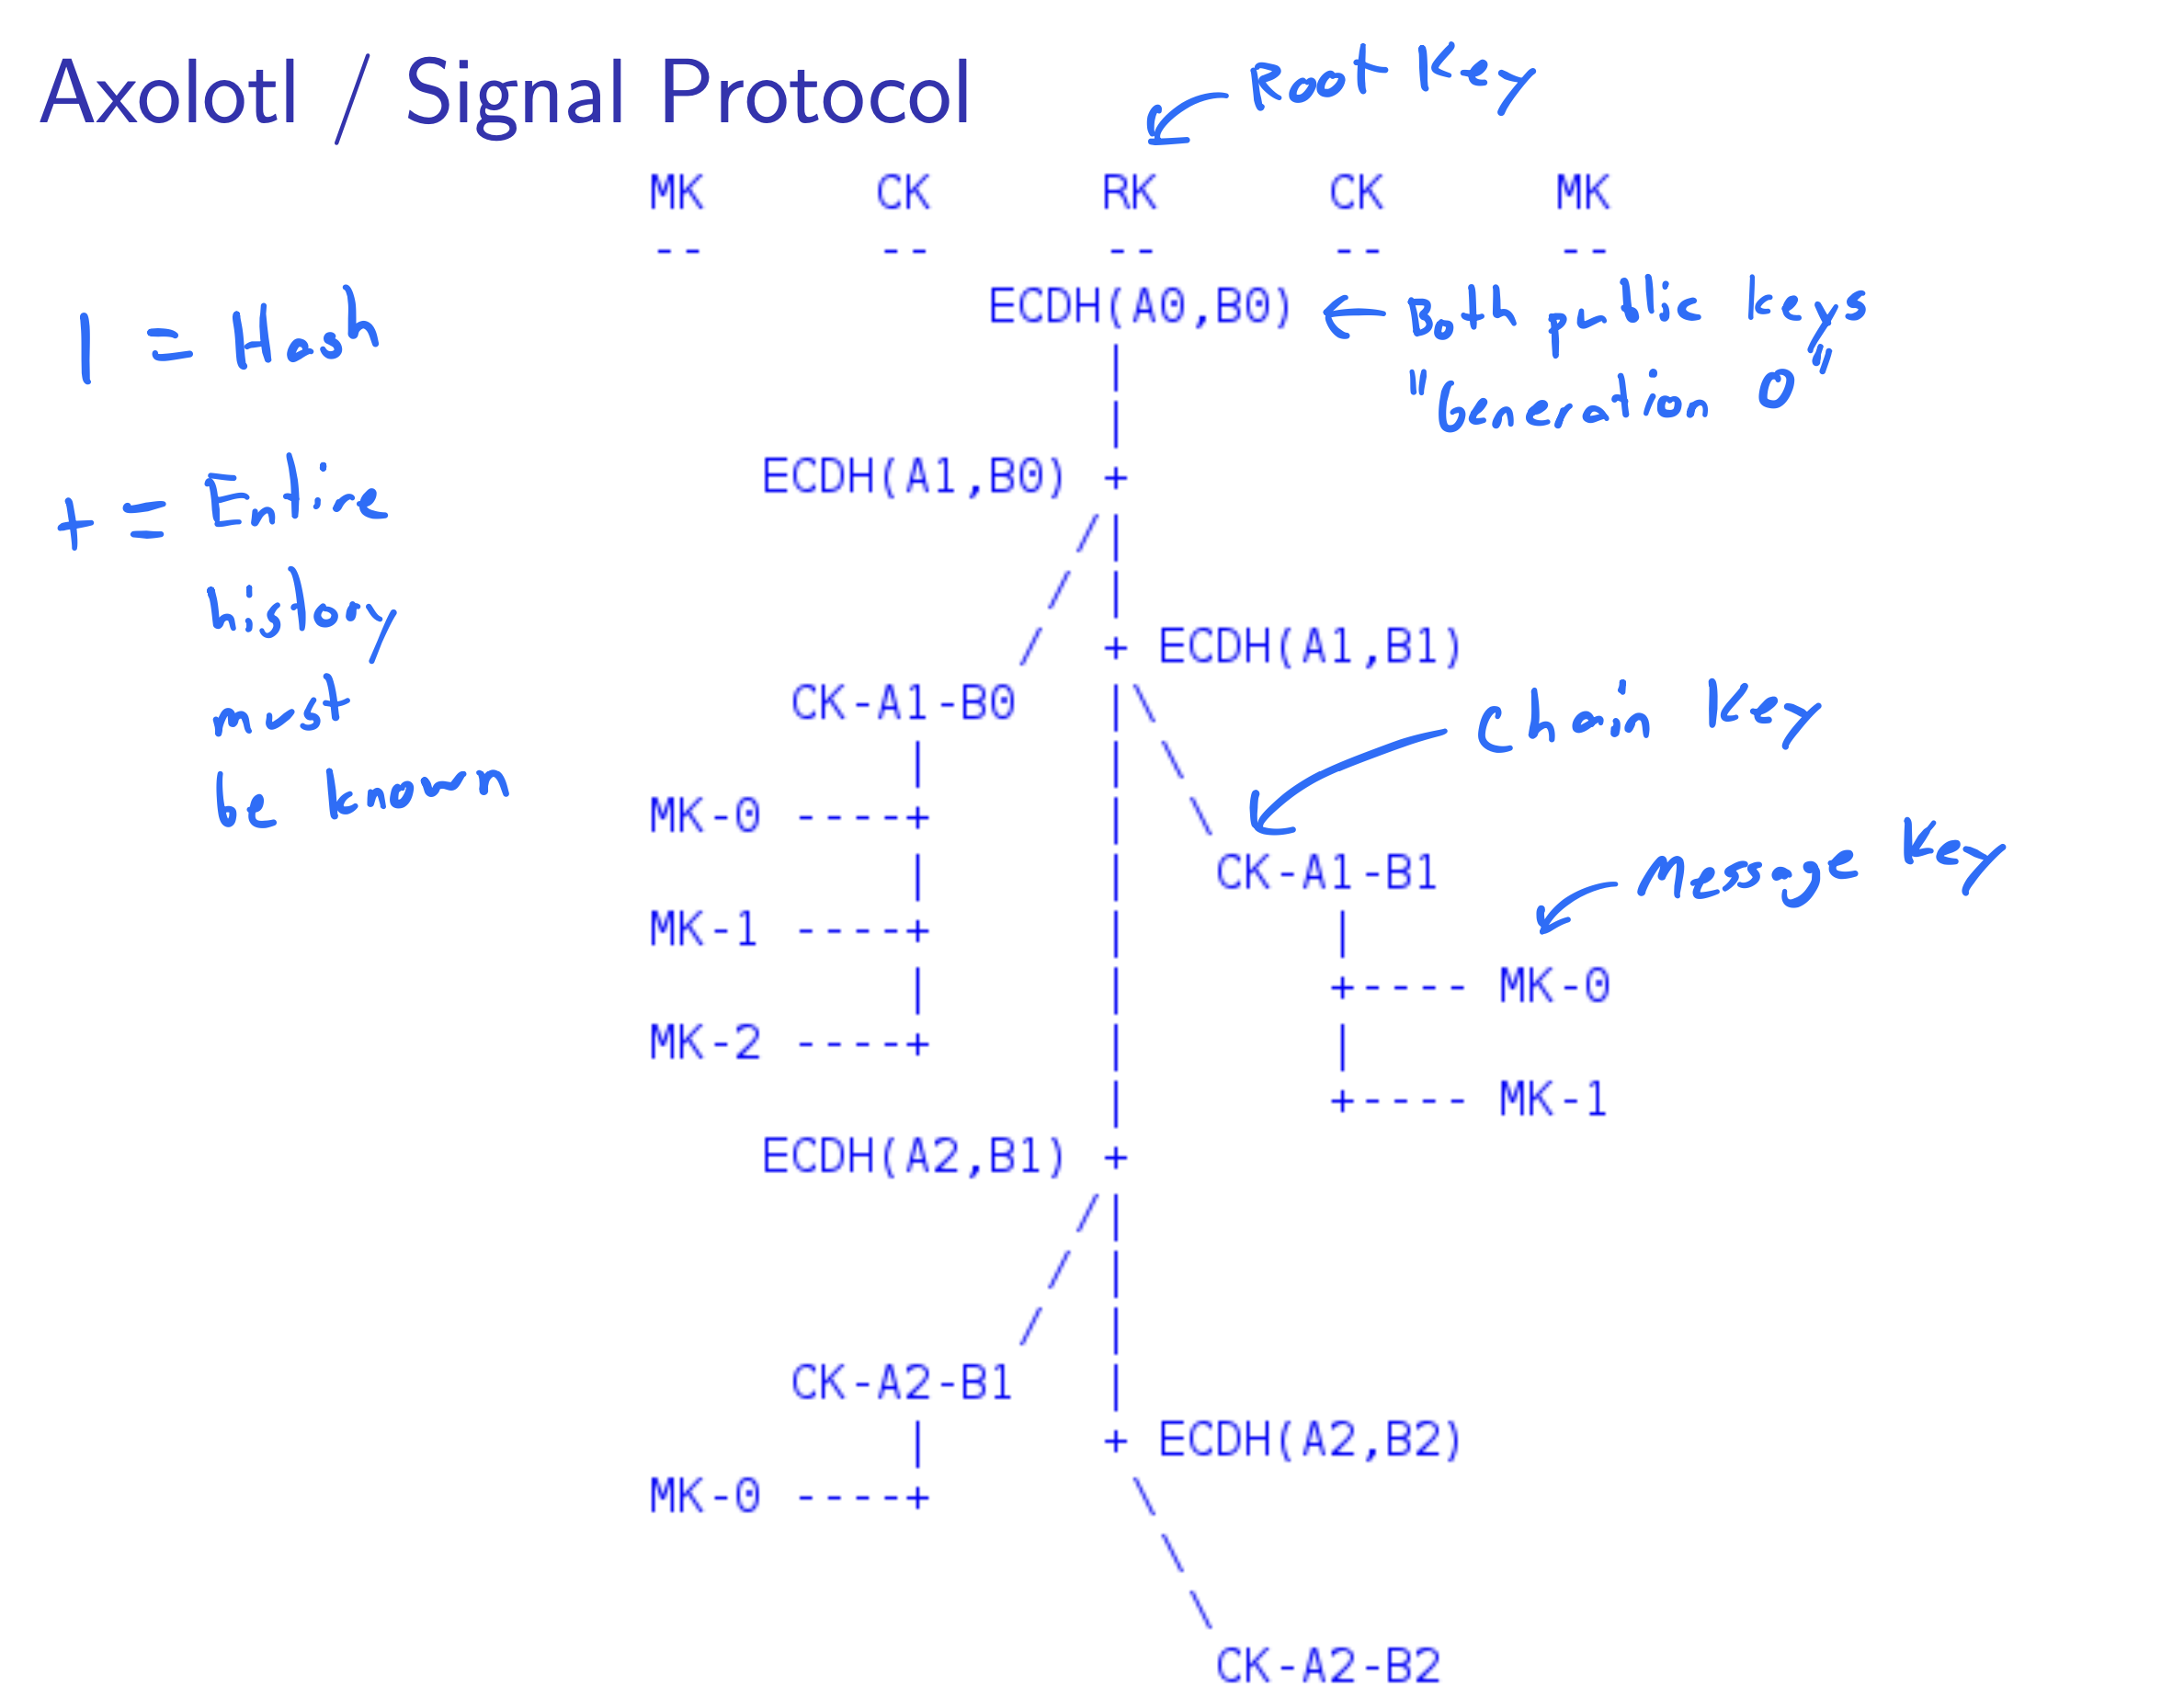 Axolotl / Signal Protocol
Root Key
MK CK RK CK MK
-- -- -- -- --
ECDH(A0,B0)
Both public keys
"Generation 0"
| = Hash
ECDH(A1,B0) +
+ = Entire
history
must
be known
+ ECDH(A1,B1)
CK-A1-B0
Chain Key
MK-0 ----+
CK-A1-B1
Message Key
MK-1 ----+
+---- MK-0
MK-2 ----+
+---- MK-1
ECDH(A2,B1) +
CK-A2-B1
+ ECDH(A2,B2)
MK-0 ----+
CK-A2-B2